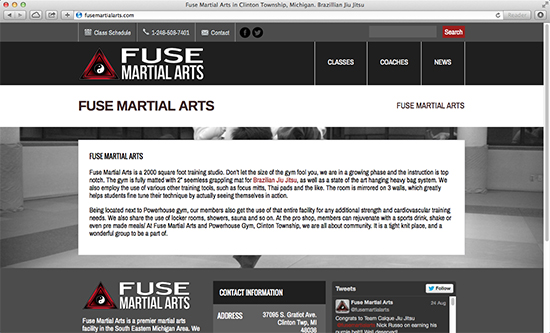 Fuse Martial Arts in Clinton Township, Michigan. Brazillian Jiu Jitsu
fusemartialarts.com
Reader
Class Schedule
1-248-508-7401
Contact
Search
FUSE
MARTIAL ARTS
CLASSES
COACHES
NEWS
FUSE MARTIAL ARTS
FUSE MARTIAL ARTS
FUSE MARTIAL ARTS
Fuse Martial Arts is a 2000 square foot training studio. Don't let the size of the gym fool you, we are in a growing phase and the instruction is top
notch. The gym is fully matted with 2" seemless grappling mat for Brazilian Jiu Jitsu, as well as a state of the art hanging heavy bag system. We
also employ the use of various other training tools, such as focus mitts, Thai pads and the like. The room is mirrored on 3 walls, which greatly
helps students fine tune their technique by actually seeing themselves in action.
Being located next to Powerhouse gym, our members also get the use of that entire facility for any additional strength and cardiovascular training
needs. We also share the use of locker rooms, showers, sauna and so on. At the pro shop, members can rejuvenate with a sports drink, shake or
even pre made meals! At Fuse Martial Arts and Powerhouse Gym, Clinton Township, we are all about community. It is a tight knit place, and a
wonderful group to be a part of.
FUSE
MARTIAL ARTS
Fuse Martial Arts is a premier martial arts
facility in the South Eastern Michigan Area. We
CONTACT INFORMATION
ADDRESS
37095 S. Gratiot Ave.
Clinton Twp, MI
48036
Tweets
Follow
Fuse Martial Arts
24 Aug
@fusemartialarts
Congrats to Team Caique Jiu Jitsu
Nick Russo on earning his